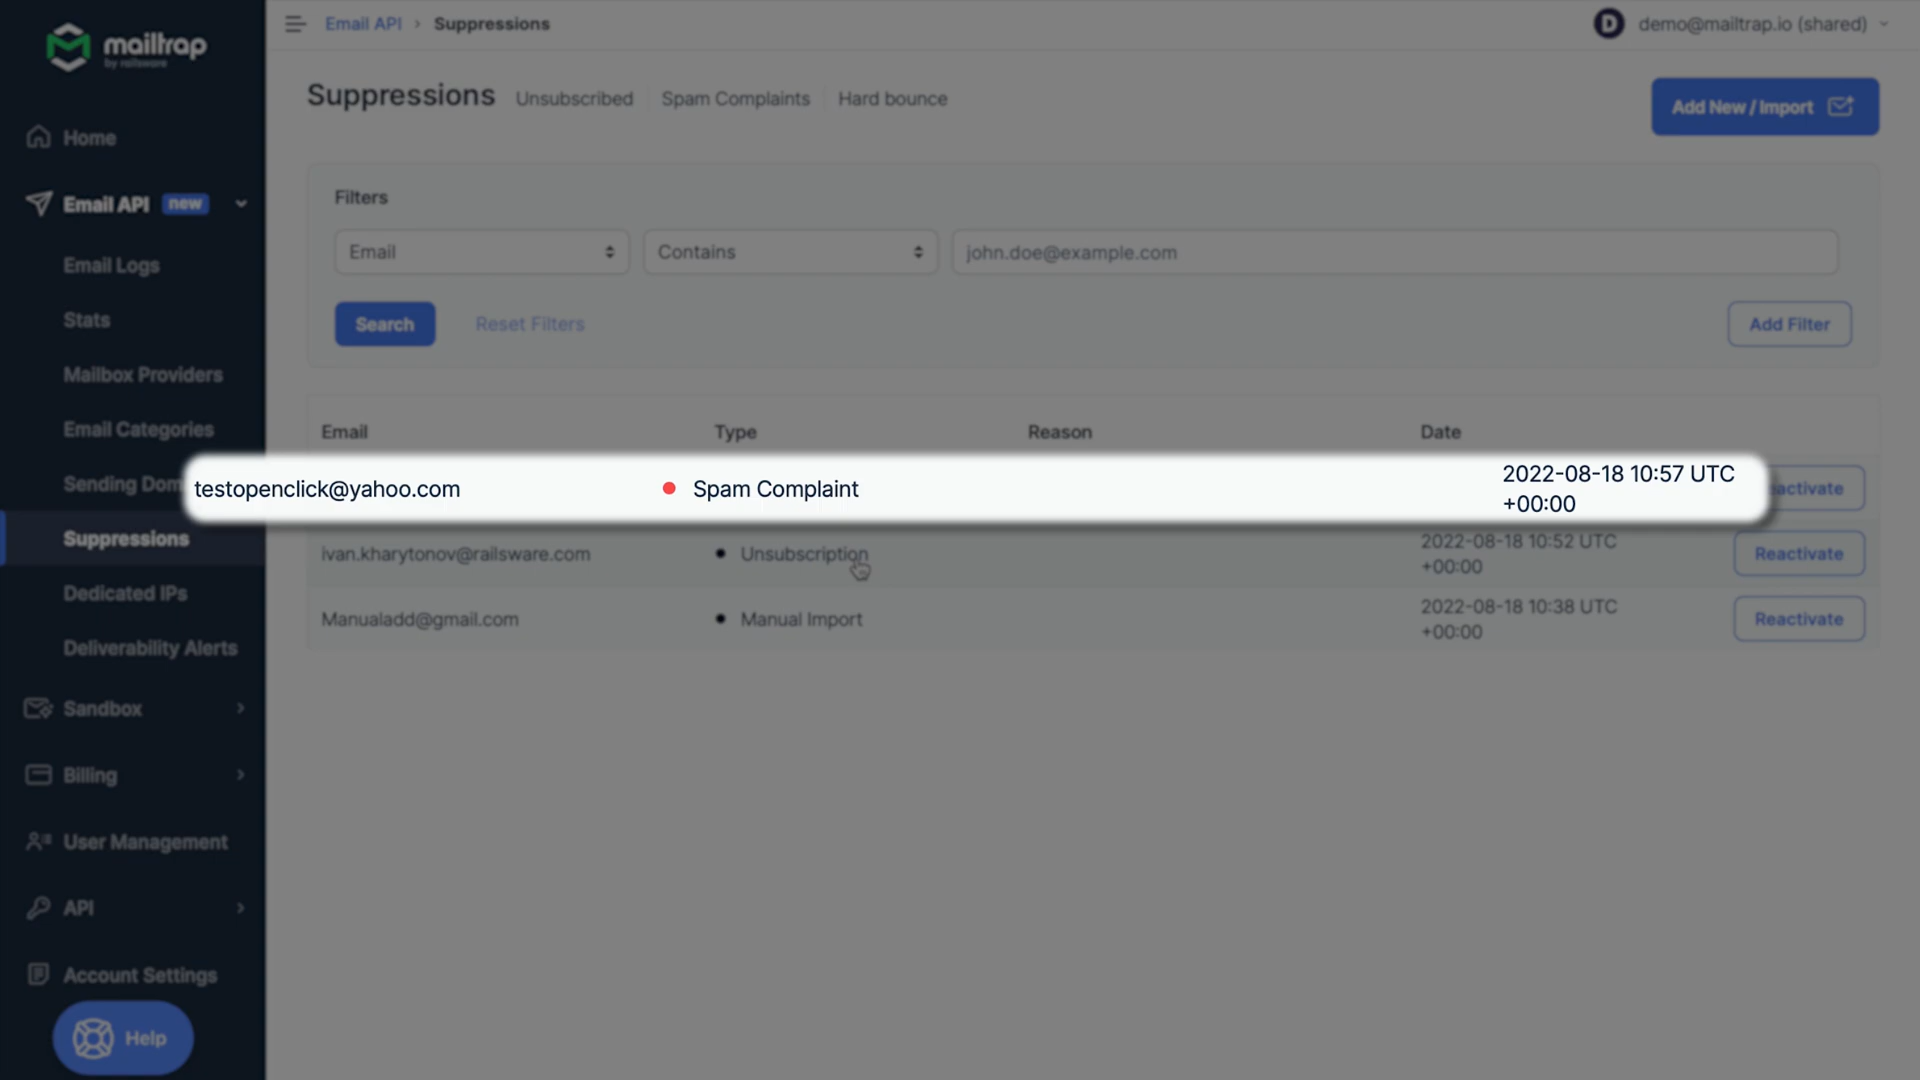 mailtrap
by railsware
Email API › Suppressions
D demo@mailtrap.io (shared)
Suppressions Unsubscribed Spam Complaints Hard bounce
Add New / Import
Home
Email API new
Email Logs
Stats
Mailbox Providers
Email Categories
Sending Dom
Suppressions
Dedicated IPs
Deliverability Alerts
Sandbox
Billing
User Management
API
Account Settings
Help
Filters
Email Contains john.doe@example.com
Search Reset Filters Add Filter
Email Type Reason Date
testopenclick@yahoo.com Spam Complaint 2022-08-18 10:57 UTC
+00:00
activate
ivan.kharytonov@railsware.com Unsubscription 2022-08-18 10:52 UTC
+00:00
Reactivate
Manualadd@gmail.com Manual Import 2022-08-18 10:38 UTC
+00:00
Reactivate